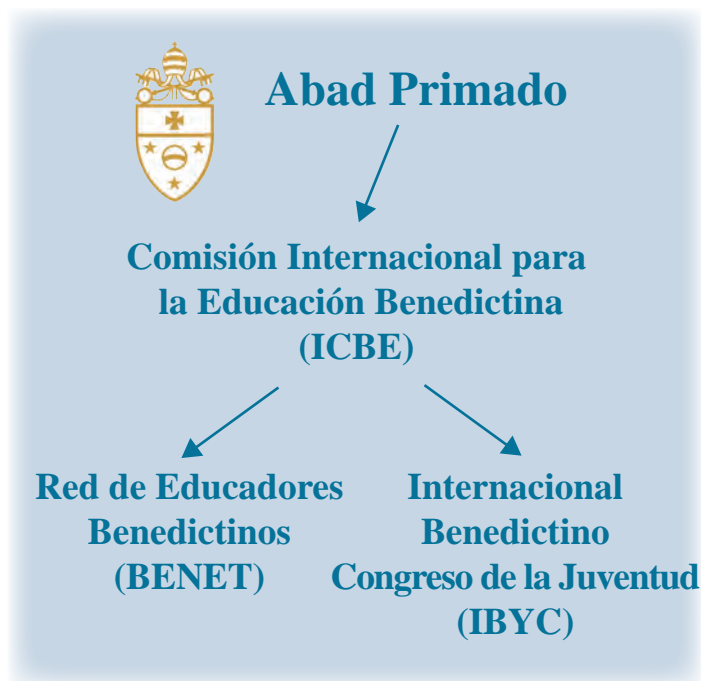 Abad Primado
Comisión Internacional para
la Educación Benedictina
(ICBE)
Red de Educadores
Benedictinos
(BENET)
Internacional
Benedictino
Congreso de la Juventud
(IBYC)